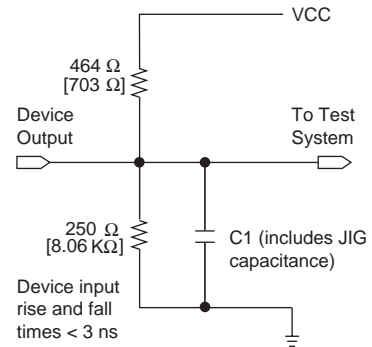 VCC
464 Ω
[703 Ω]
Device
Output
To Test
System
250 Ω
[8.06 KΩ]
C1 (includes JIG
capacitance)
Device input
rise and fall
times < 3 ns